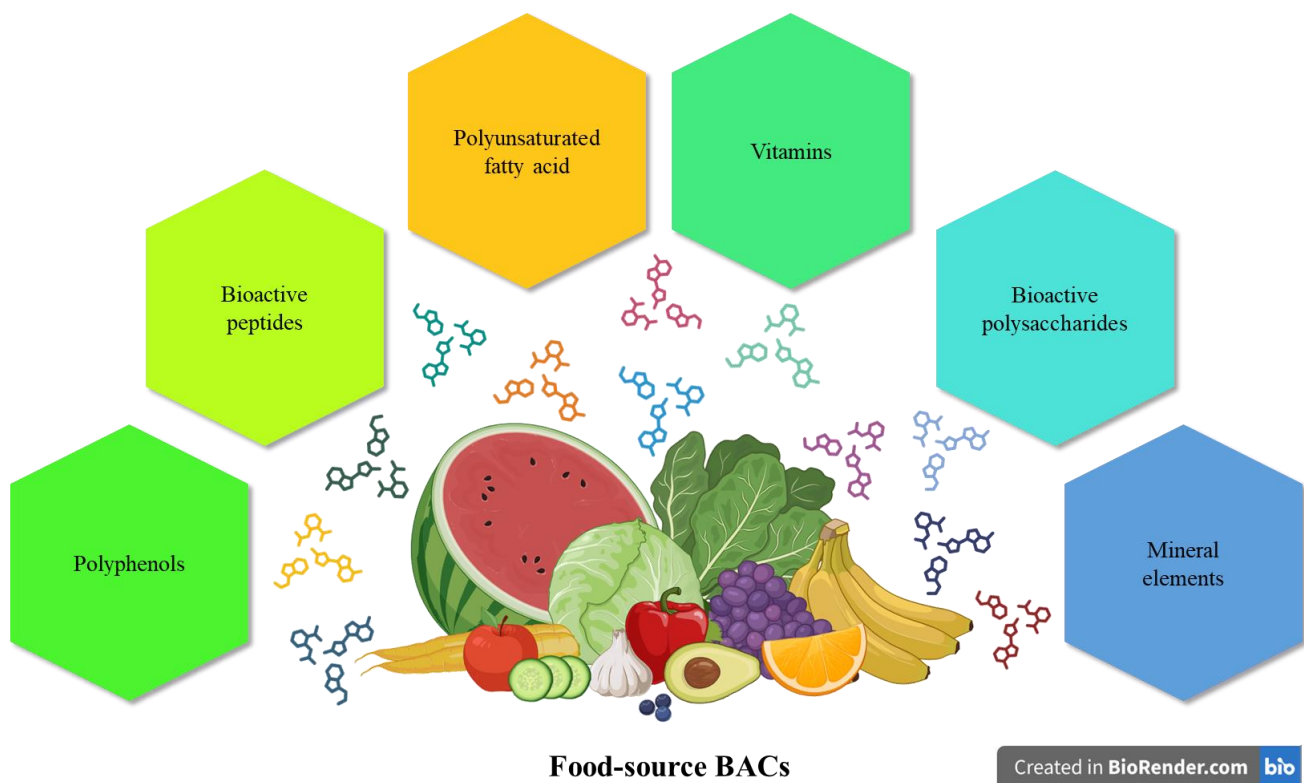 Polyunsaturated
fatty acid
Vitamins
Bioactive
peptides
Bioactive
polysaccharides
Polyphenols
Mineral
elements
Food-source BACs
Created in BioRender.com bio